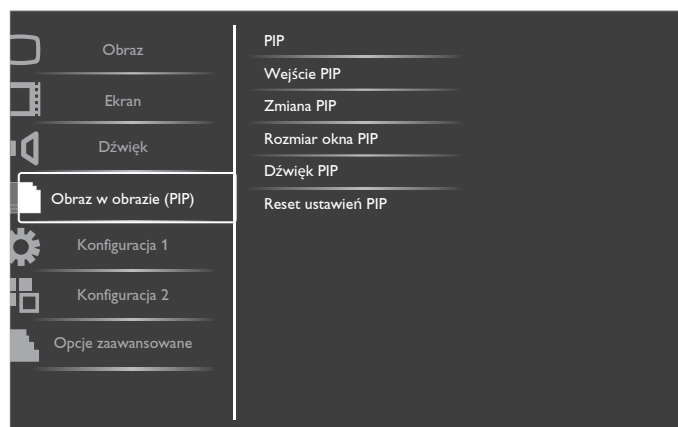 Obraz
Ekran
Dźwięk
Obraz w obrazie (PIP)
Konfiguracja 1
Konfiguracja 2
Opcje zaawansowane
PIP
Wejście PIP
Zmiana PIP
Rozmiar okna PIP
Dźwięk PIP
Reset ustawień PIP